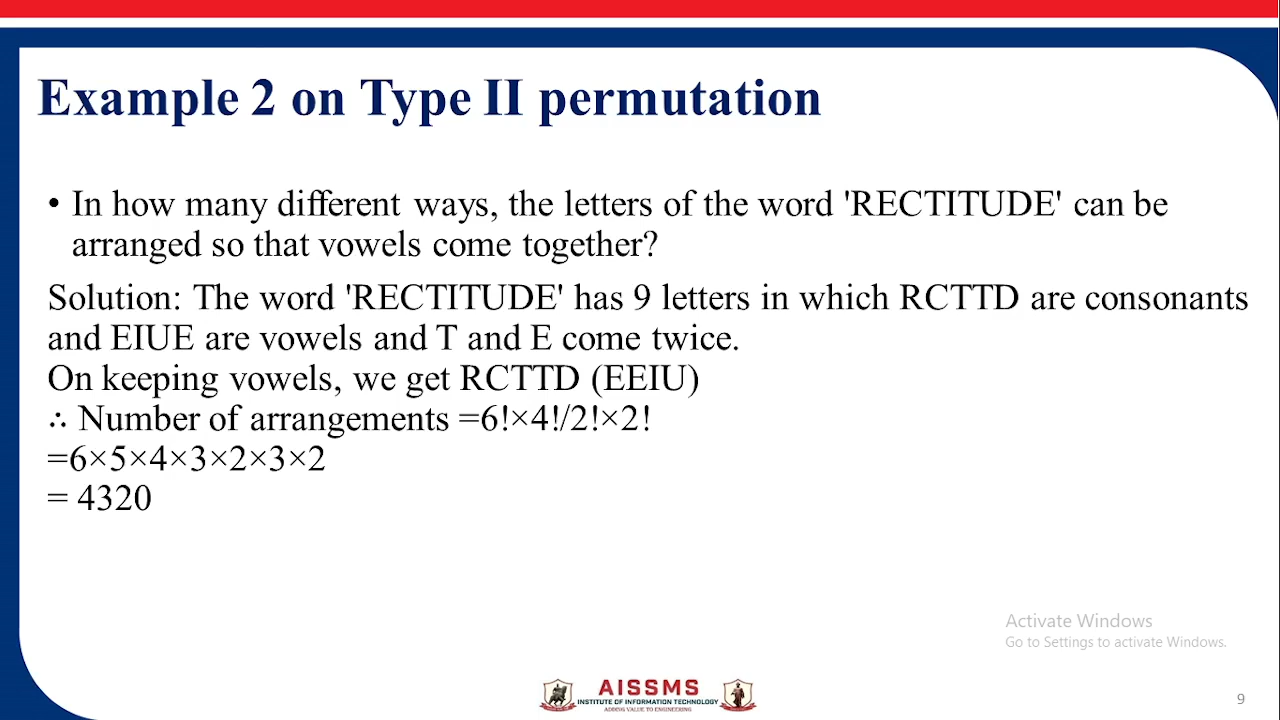 Example 2 on Type II permutation
• In how many different ways, the letters of the word 'RECTITUDE' can be
arranged so that vowels come together?
Solution: The word 'RECTITUDE' has 9 letters in which RCTTD are consonants
and EIUE are vowels and T and E come twice.
On keeping vowels, we get RCTTD (EEIU)
∴ Number of arrangements =6!×4!/2!×2!
=6×5×4×3×2×3×2
= 4320
Activate Windows
Go to Settings to activate Windows.
AISSMS
INSTITUTE OF INFORMATION TECHNOLOGY
ADDING VALUE TO ENGINEERING
9